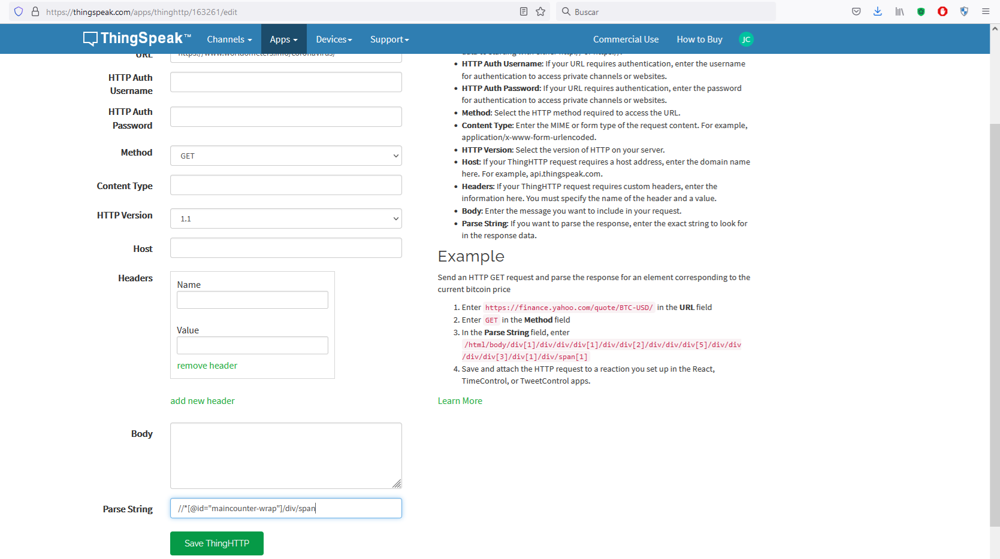 https://thingspeak.com/apps/thinghttp/163261/edit
Buscar
ThingSpeak™
Channels
Apps
Devices
Support
Commercial Use
How to Buy
JC
URL
https://www.worldometers.info/coronavirus/
HTTP Auth
Username
HTTP Auth
Password
Method
GET
Content Type
HTTP Version
1.1
Host
Headers
Name
Value
remove header
add new header
Body
Parse String
//*[@id="maincounter-wrap"]/div/span
Save ThingHTTP
data to starting with either http:// or https://.
• HTTP Auth Username: If your URL requires authentication, enter the username
for authentication to access private channels or websites.
• HTTP Auth Password: If your URL requires authentication, enter the password
for authentication to access private channels or websites.
• Method: Select the HTTP method required to access the URL.
• Content Type: Enter the MIME or form type of the request content. For example,
application/x-www-form-urlencoded.
• HTTP Version: Select the version of HTTP on your server.
• Host: If your ThingHTTP request requires a host address, enter the domain name
here. For example, api.thingspeak.com.
• Headers: If your ThingHTTP request requires custom headers, enter the
information here. You must specify the name of the header and a value.
• Body: Enter the message you want to include in your request.
• Parse String: If you want to parse the response, enter the exact string to look for
in the response data.
Example
Send an HTTP GET request and parse the response for an element corresponding to the
current bitcoin price
1. Enter https://finance.yahoo.com/quote/BTC-USD/ in the URL field
2. Enter GET in the Method field
3. In the Parse String field, enter
/html/body/div[1]/div/div/div[1]/div/div[2]/div/div/div[5]/div/div
/div/div[3]/div[1]/div/span[1]
4. Save and attach the HTTP request to a reaction you set up in the React,
TimeControl, or TweetControl apps.
Learn More